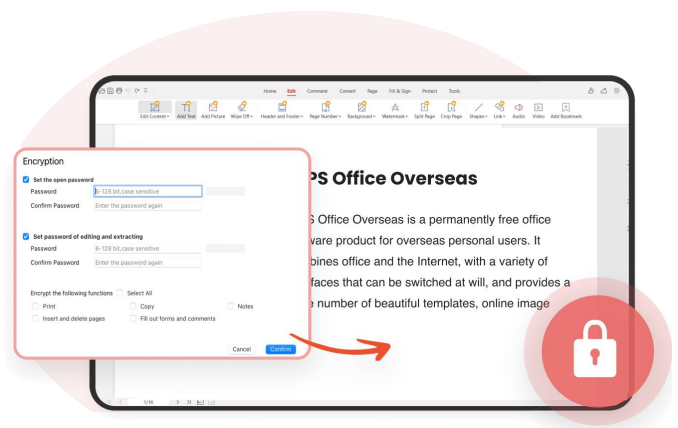 Home Edit Comment Convert Page Fill & Sign Protect Tools
Edit Content Add Text Add Picture Wipe Off Header and Footer Page Number Background Watermark Split Page Crop Page Shapes Link Audio Video Add Bookmark
Encryption
Set the open password
Password 6-128 bit,case sensitive
Confirm Password Enter the password again
Set password of editing and extracting
Password 6-128 bit,case sensitive
Confirm Password Enter the password again
Encrypt the following functions Select All
Print Copy Notes
Insert and delete pages Fill out forms and comments
Cancel Confirm
PS Office Overseas
S Office Overseas is a permanently free office
ware product for overseas personal users. It
bines office and the Internet, with a variety of
faces that can be switched at will, and provides a
e number of beautiful templates, online image
1/16